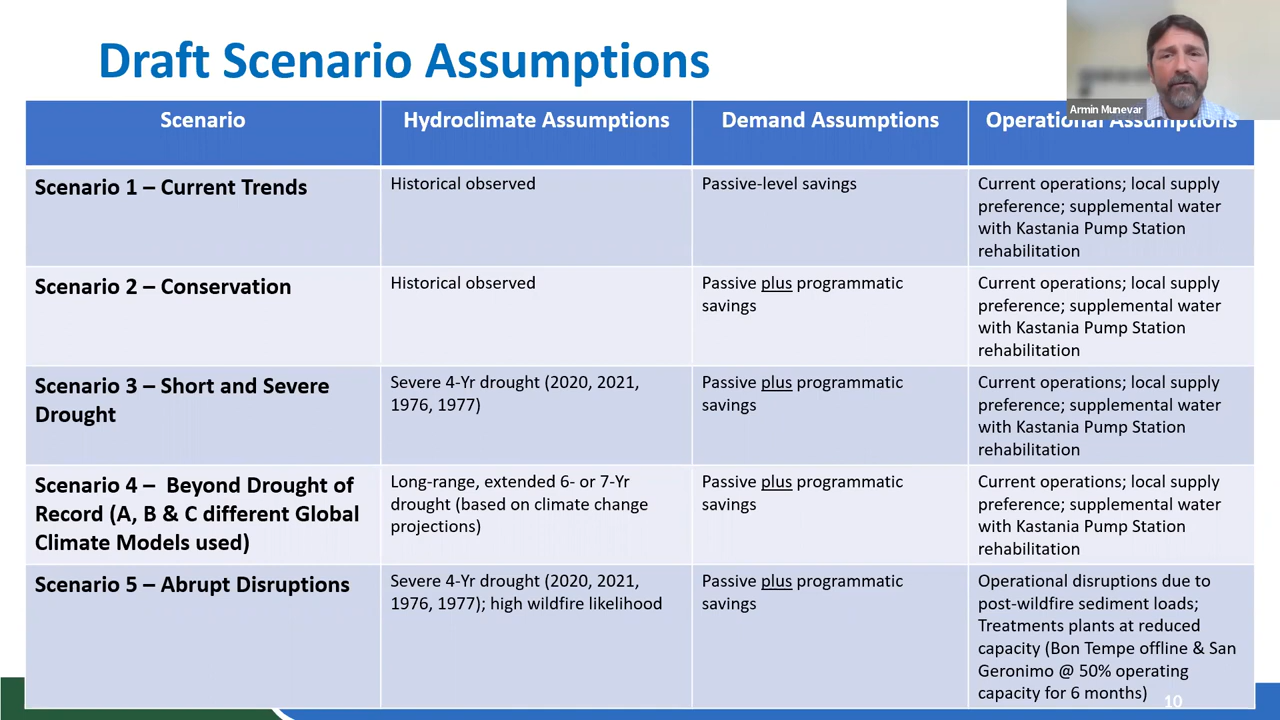 Draft Scenario Assumptions
Armin Munevar
Scenario
Hydroclimate Assumptions
Demand Assumptions
Operational Assumptions
Scenario 1 – Current Trends
Historical observed
Passive-level savings
Current operations; local supply
preference; supplemental water
with Kastania Pump Station
rehabilitation
Scenario 2 – Conservation
Historical observed
Passive plus programmatic
savings
Current operations; local supply
preference; supplemental water
with Kastania Pump Station
rehabilitation
Scenario 3 – Short and Severe
Drought
Severe 4-Yr drought (2020, 2021,
1976, 1977)
Passive plus programmatic
savings
Current operations; local supply
preference; supplemental water
with Kastania Pump Station
rehabilitation
Scenario 4 –  Beyond Drought of
Record (A, B & C different Global
Climate Models used)
Long-range, extended 6- or 7-Yr
drought (based on climate change
projections)
Passive plus programmatic
savings
Current operations; local supply
preference; supplemental water
with Kastania Pump Station
rehabilitation
Scenario 5 – Abrupt Disruptions
Severe 4-Yr drought (2020, 2021,
1976, 1977); high wildfire likelihood
Passive plus programmatic
savings
Operational disruptions due to
post-wildfire sediment loads;
Treatments plants at reduced
capacity (Bon Tempe offline & San
Geronimo @ 50% operating
capacity for 6 months)
10